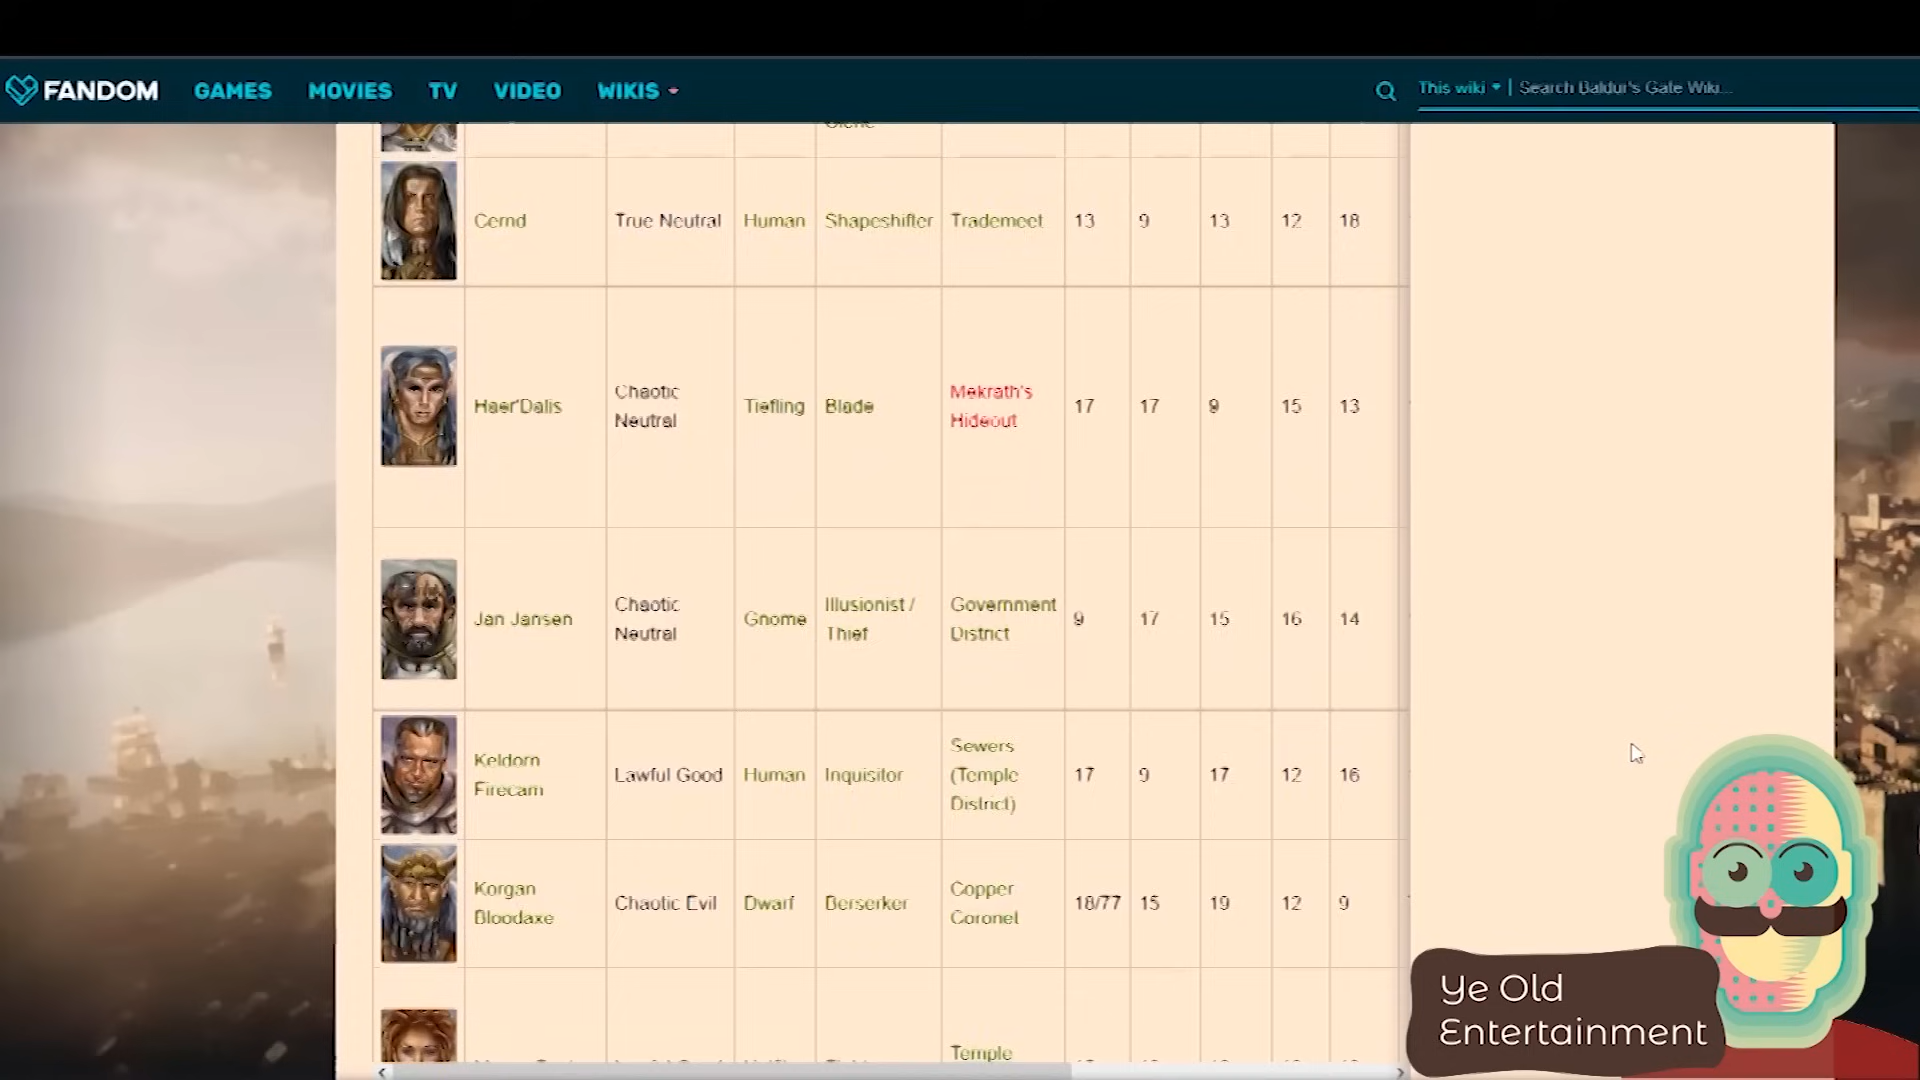 FANDOM GAMES MOVIES TV VIDEO WIKIS This wiki Search Baldur's Gate Wiki...
Cernd True Neutral Human Shapeshifter Trademeet 13 9 13 12 18
Haer'Dalis Chaotic Neutral Tiefling Blade Mekrath's Hideout 17 17 9 15 13
Jan Jansen Chaotic Neutral Gnome Illusionist / Thief Government District 9 17 15 16 14
Keldorn Firecam Lawful Good Human Inquisitor Sewers (Temple District) 17 9 17 12 16
Korgan Bloodaxe Chaotic Evil Dwarf Berserker Copper Coronet 18/77 15 19 12 9
Temple
Ye Old
Entertainment